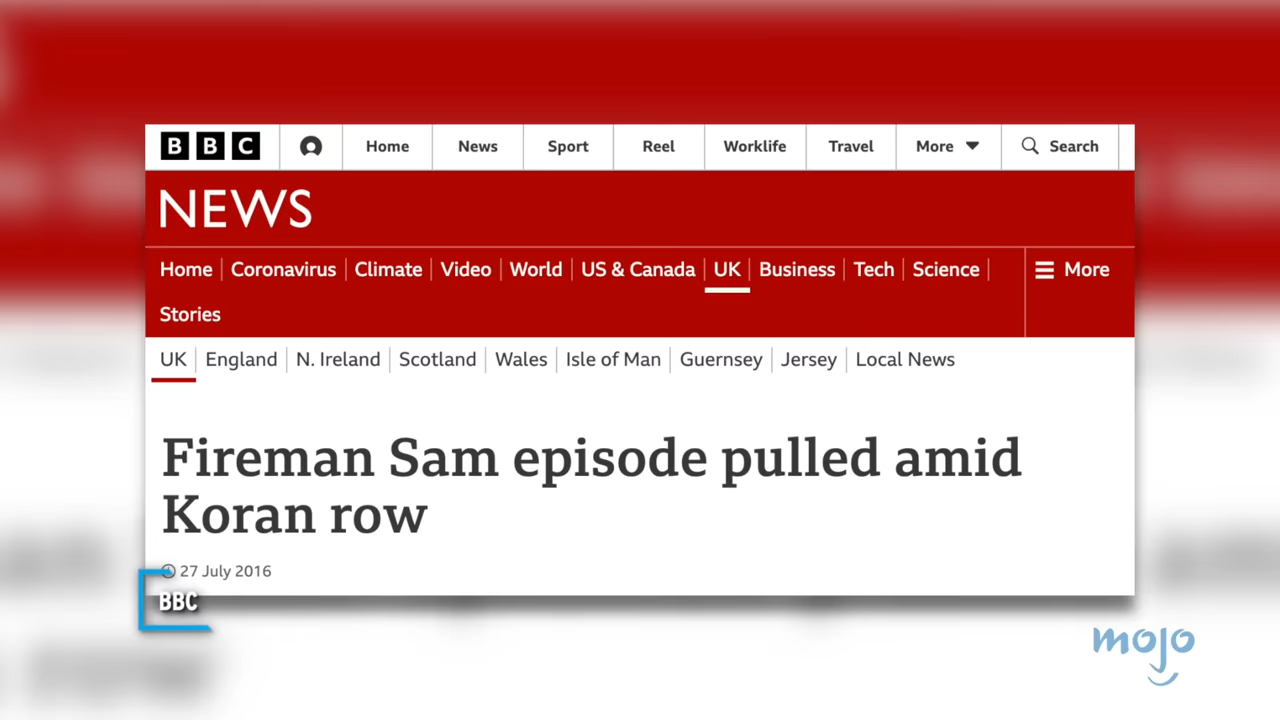 BBC Home News Sport Reel Worklife Travel More Search
NEWS
Home Coronavirus Climate Video World US & Canada UK Business Tech Science More
Stories
UK England N. Ireland Scotland Wales Isle of Man Guernsey Jersey Local News
Fireman Sam episode pulled amid
Koran row
27 July 2016
BBC
mojo